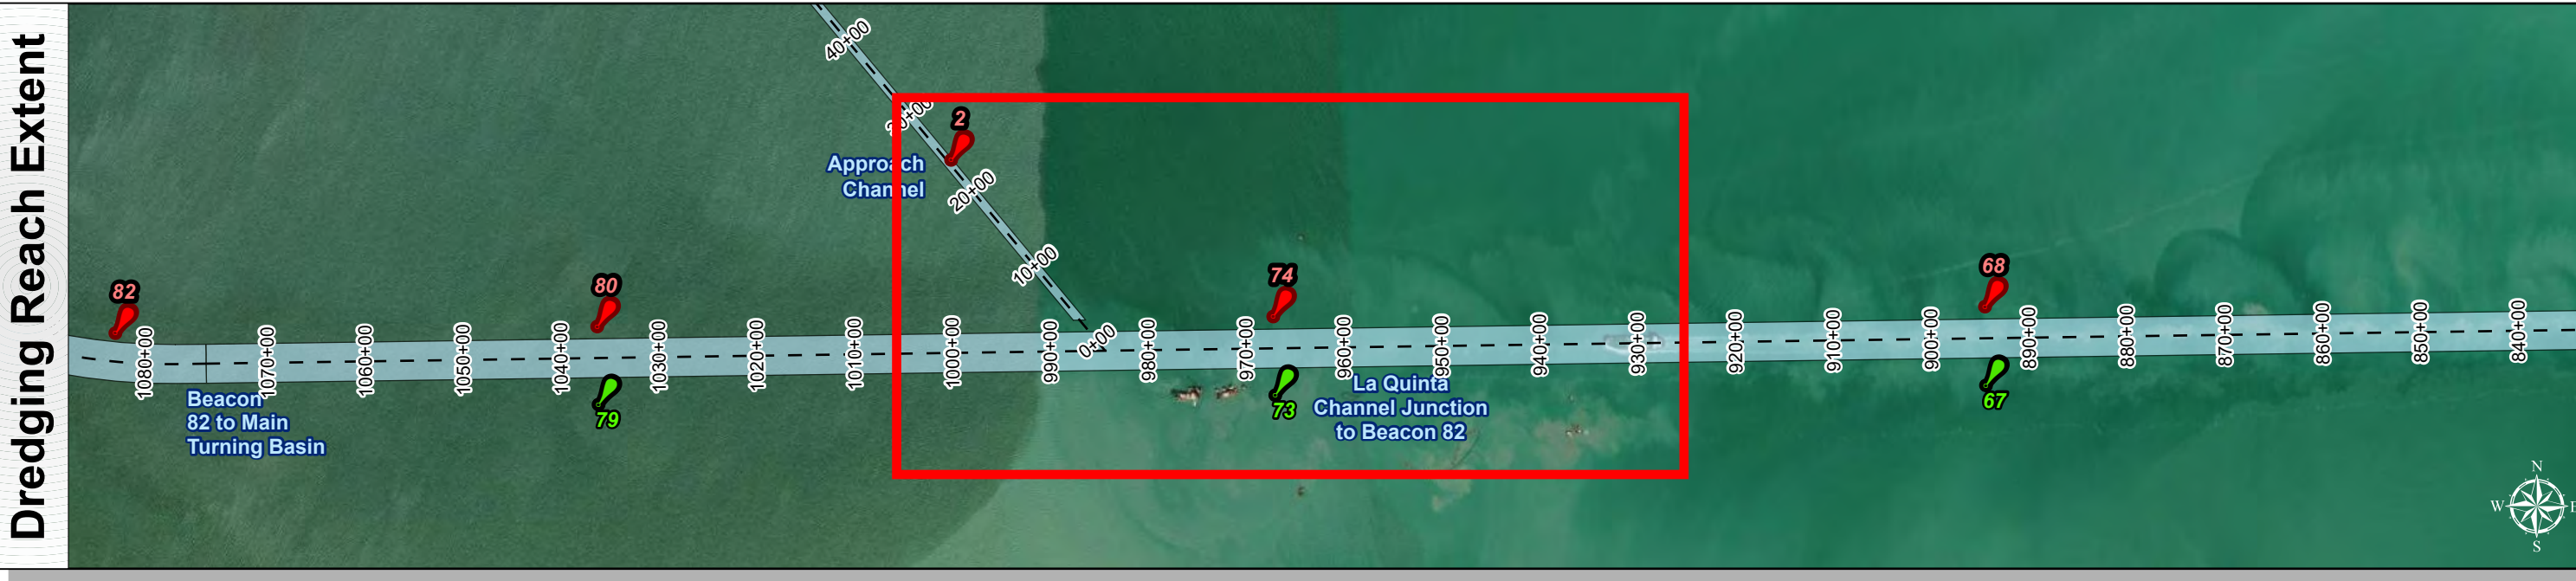 Dredging Reach Extent
40+00
30+00
2
Approach
Channel
20+00
10+00
0+00
82
80
74
68
1080+00
1070+00
1060+00
1050+00
1040+00
1030+00
1020+00
1010+00
1000+00
990+00
980+00
970+00
960+00
950+00
940+00
930+00
920+00
910+00
900+00
890+00
880+00
870+00
860+00
850+00
840+00
79
73
67
Beacon
82 to Main
Turning Basin
La Quinta
Channel Junction
to Beacon 82
N
W
E
S